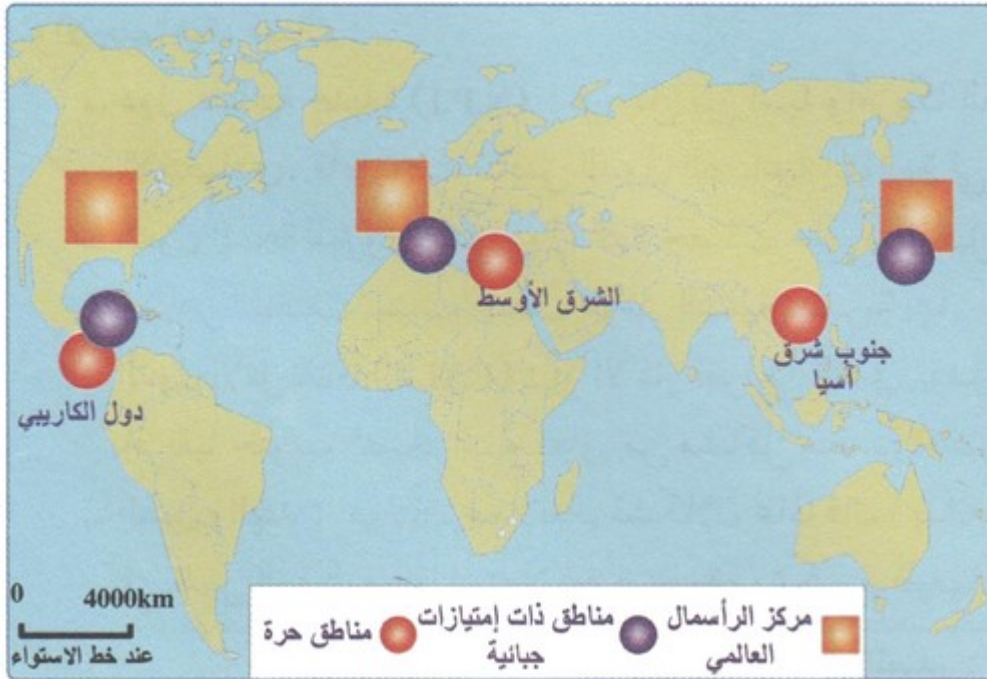 الشرق الأوسط
جنوب شرق
آسيا
دول الكاريبي
0 4000km
عند خط الاستواء
مركز الرأسمال
العالمي
مناطق ذات إمتيازات
جبائية
مناطق حرة